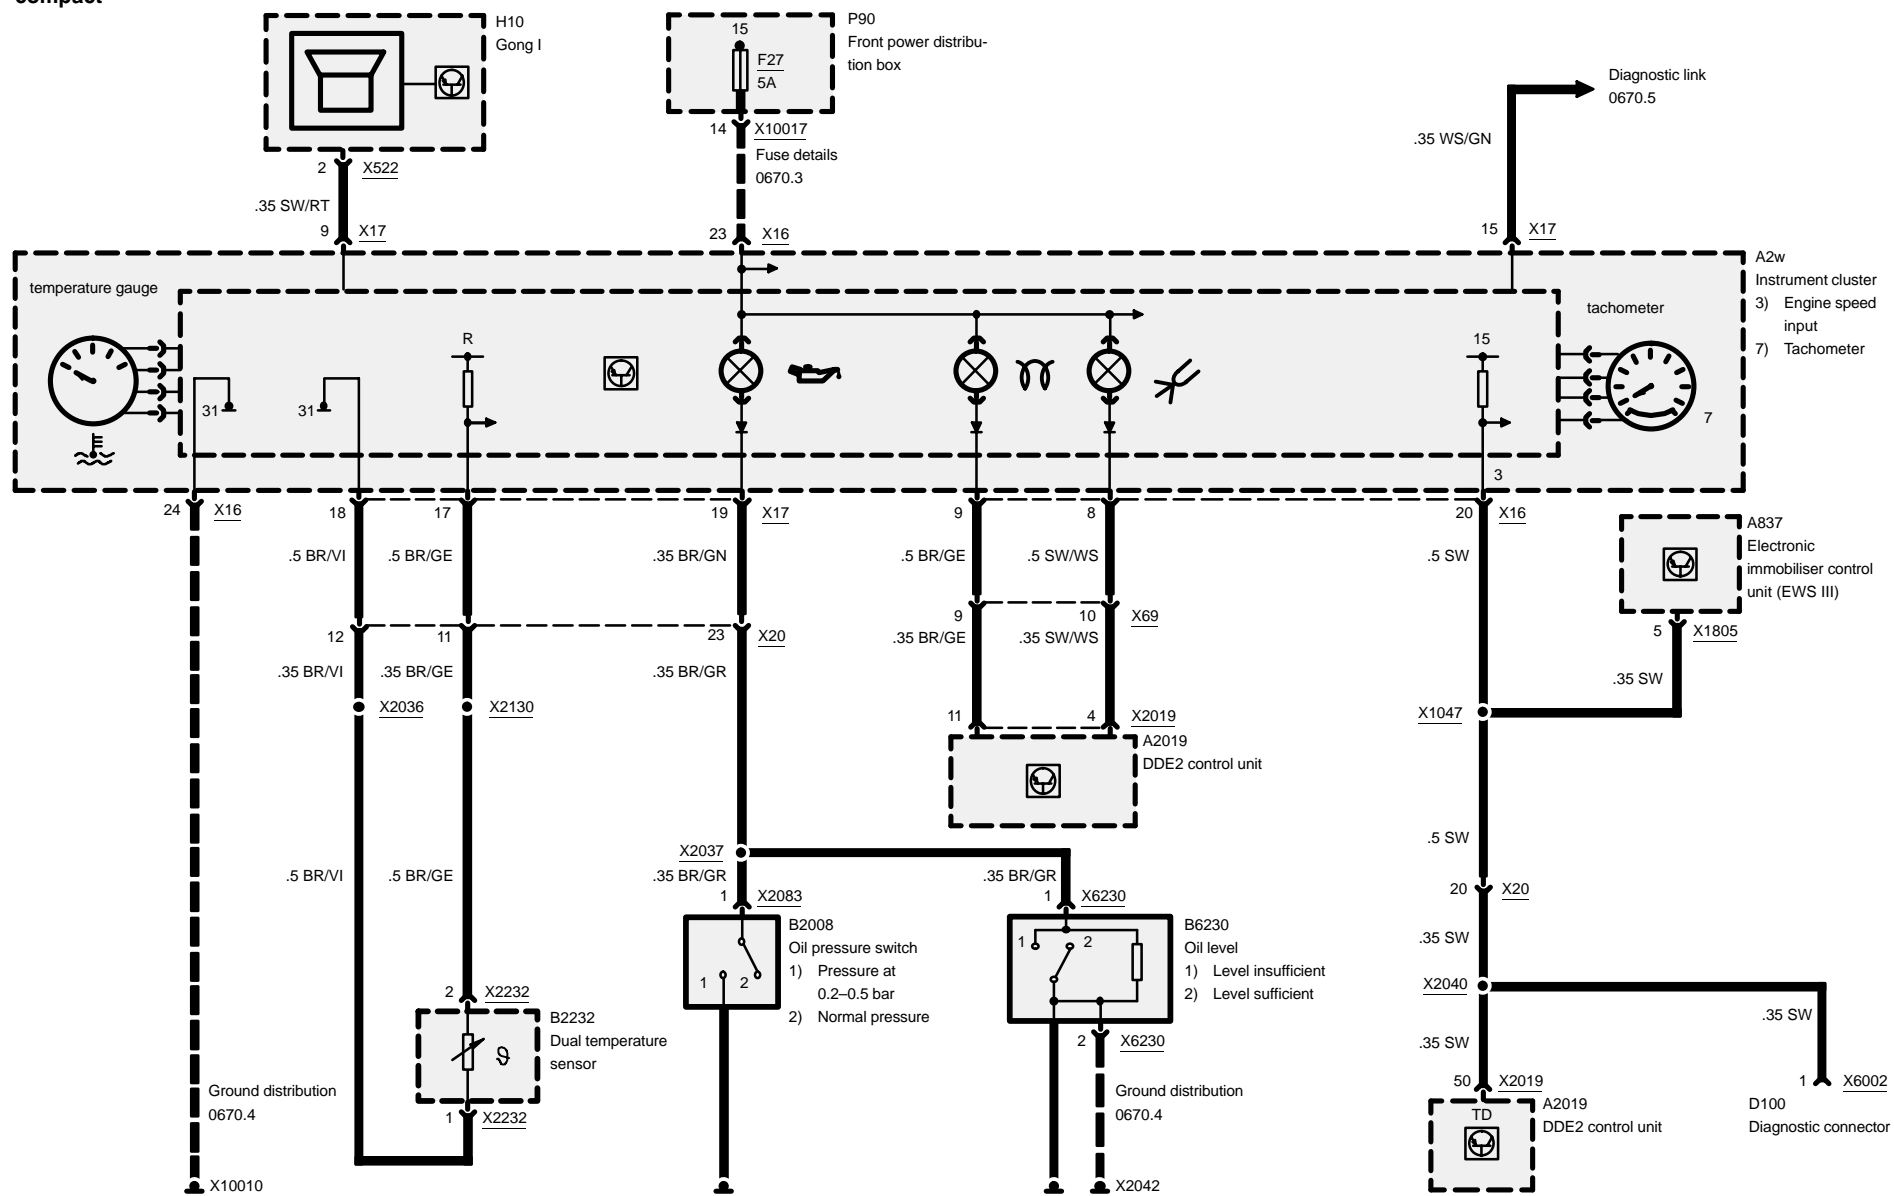 compact
H10
Gong I
2
X522
.35 SW/RT
9
X17
P90
Front power distribu-
tion box
15
F27
5A
14
X10017
Fuse details
0670.3
23
X16
Diagnostic link
0670.5
.35 WS/GN
15
X17
A2w
Instrument cluster
3) Engine speed
input
7) Tachometer
temperature gauge
tachometer
R
15
31
31
7
3
24
X16
18
17
19
X17
9
8
20
X16
.5 BR/VI
.5 BR/GE
.35 BR/GN
.5 BR/GE
.5 SW/WS
.5 SW
A837
Electronic
immobiliser control
unit (EWS III)
5
X1805
.35 SW
12
11
23
X20
9
10
X69
.35 BR/VI
.35 BR/GE
.35 BR/GR
.35 BR/GE
.35 SW/WS
X2036
X2130
11
4
X2019
A2019
DDE2 control unit
X1047
.5 SW
20
X20
.35 SW
X2040
.35 SW
.35 SW
50
X2019
TD
A2019
DDE2 control unit
1
X6002
D100
Diagnostic connector
X2037
.5 BR/VI
.5 BR/GE
.35 BR/GR
1
X2083
.35 BR/GR
1
X6230
B2008
Oil pressure switch
1) Pressure at
0.2–0.5 bar
2) Normal pressure
1
2
B6230
Oil level
1) Level insufficient
2) Level sufficient
1
2
2
X6230
Ground distribution
0670.4
X2042
2
X2232
B2232
Dual temperature
sensor
ϑ
1
X2232
Ground distribution
0670.4
X10010